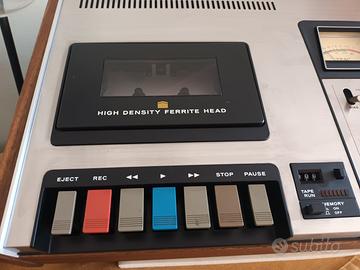 HIGH DENSITY FERRITE HEAD
EJECT REC ◀◀ ▶ ▶▶ STOP PAUSE
TAPE
RUN
MEMORY
ON
OFF
subito